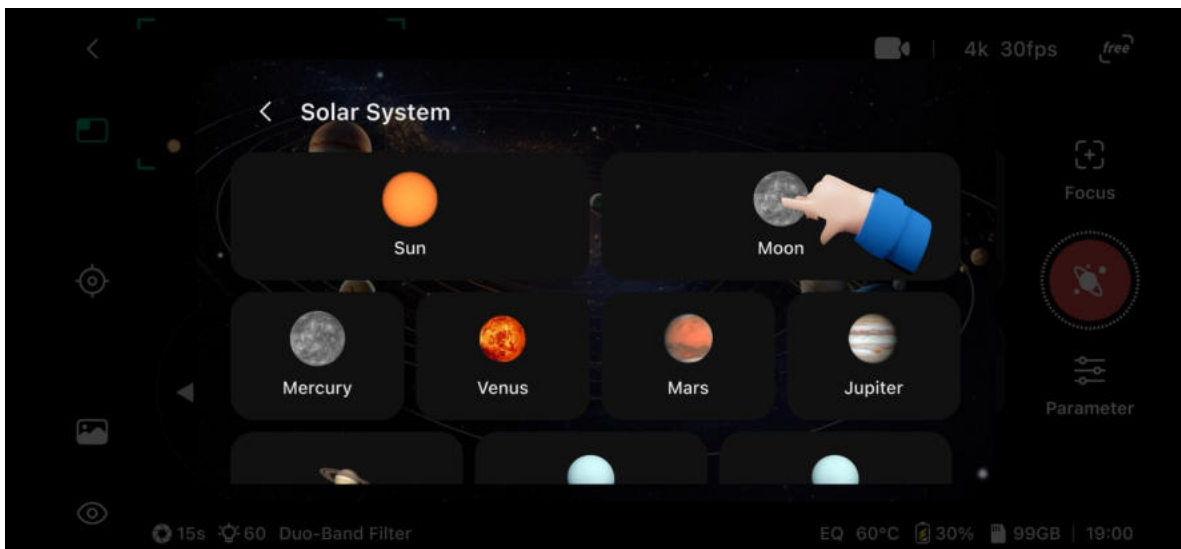 4k 30fps free
Solar System
Focus
Sun
Moon
Mercury
Venus
Mars
Jupiter
Parameter
15s 60 Duo-Band Filter
EQ 60°C 30% 99GB 19:00